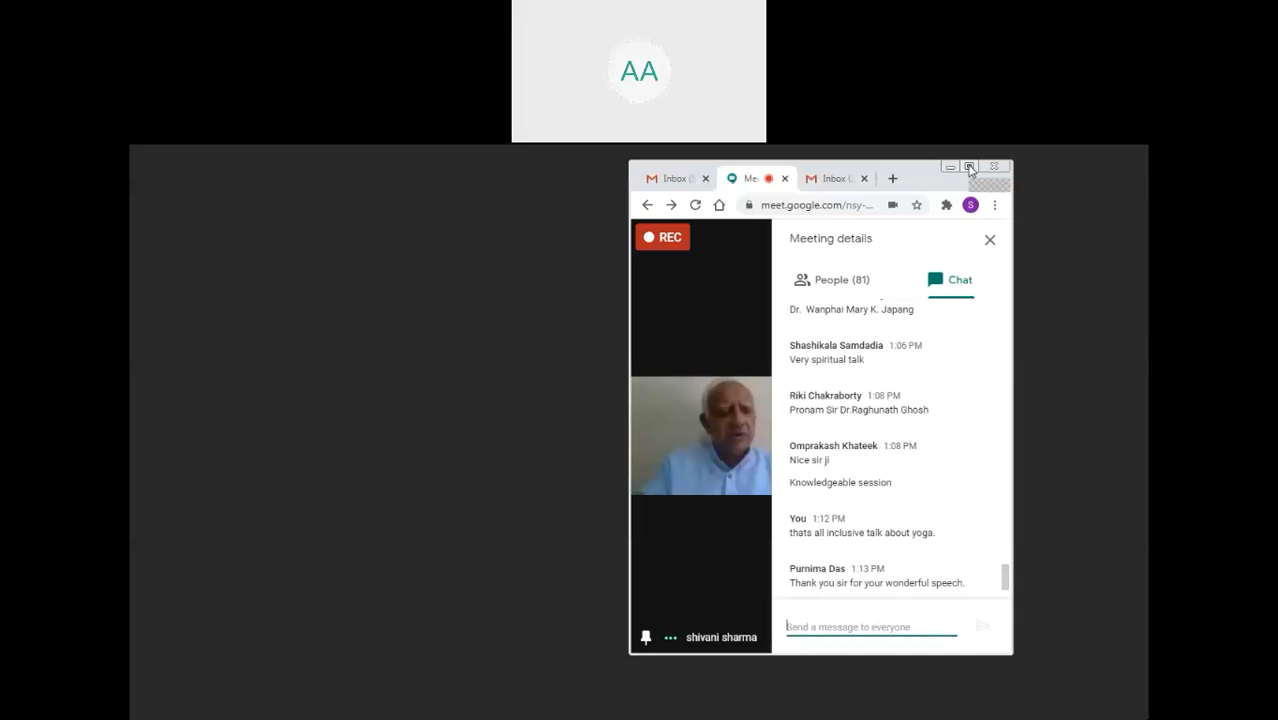 AA
Inbox (
Me
Inbox (
meet.google.com/nsy-...
S
REC
Meeting details
People (81)
Chat
Dr. Wanphai Mary K. Japang
Shashikala Samdadia 1:06 PM
Very spiritual talk
Riki Chakraborty 1:08 PM
Pronam Sir Dr.Raghunath Ghosh
Omprakash Khateek 1:08 PM
Nice sir ji
Knowledgeable session
You 1:12 PM
thats all inclusive talk about yoga.
Purnima Das 1:13 PM
Thank you sir for your wonderful speech.
Send a message to everyone
shivani sharma